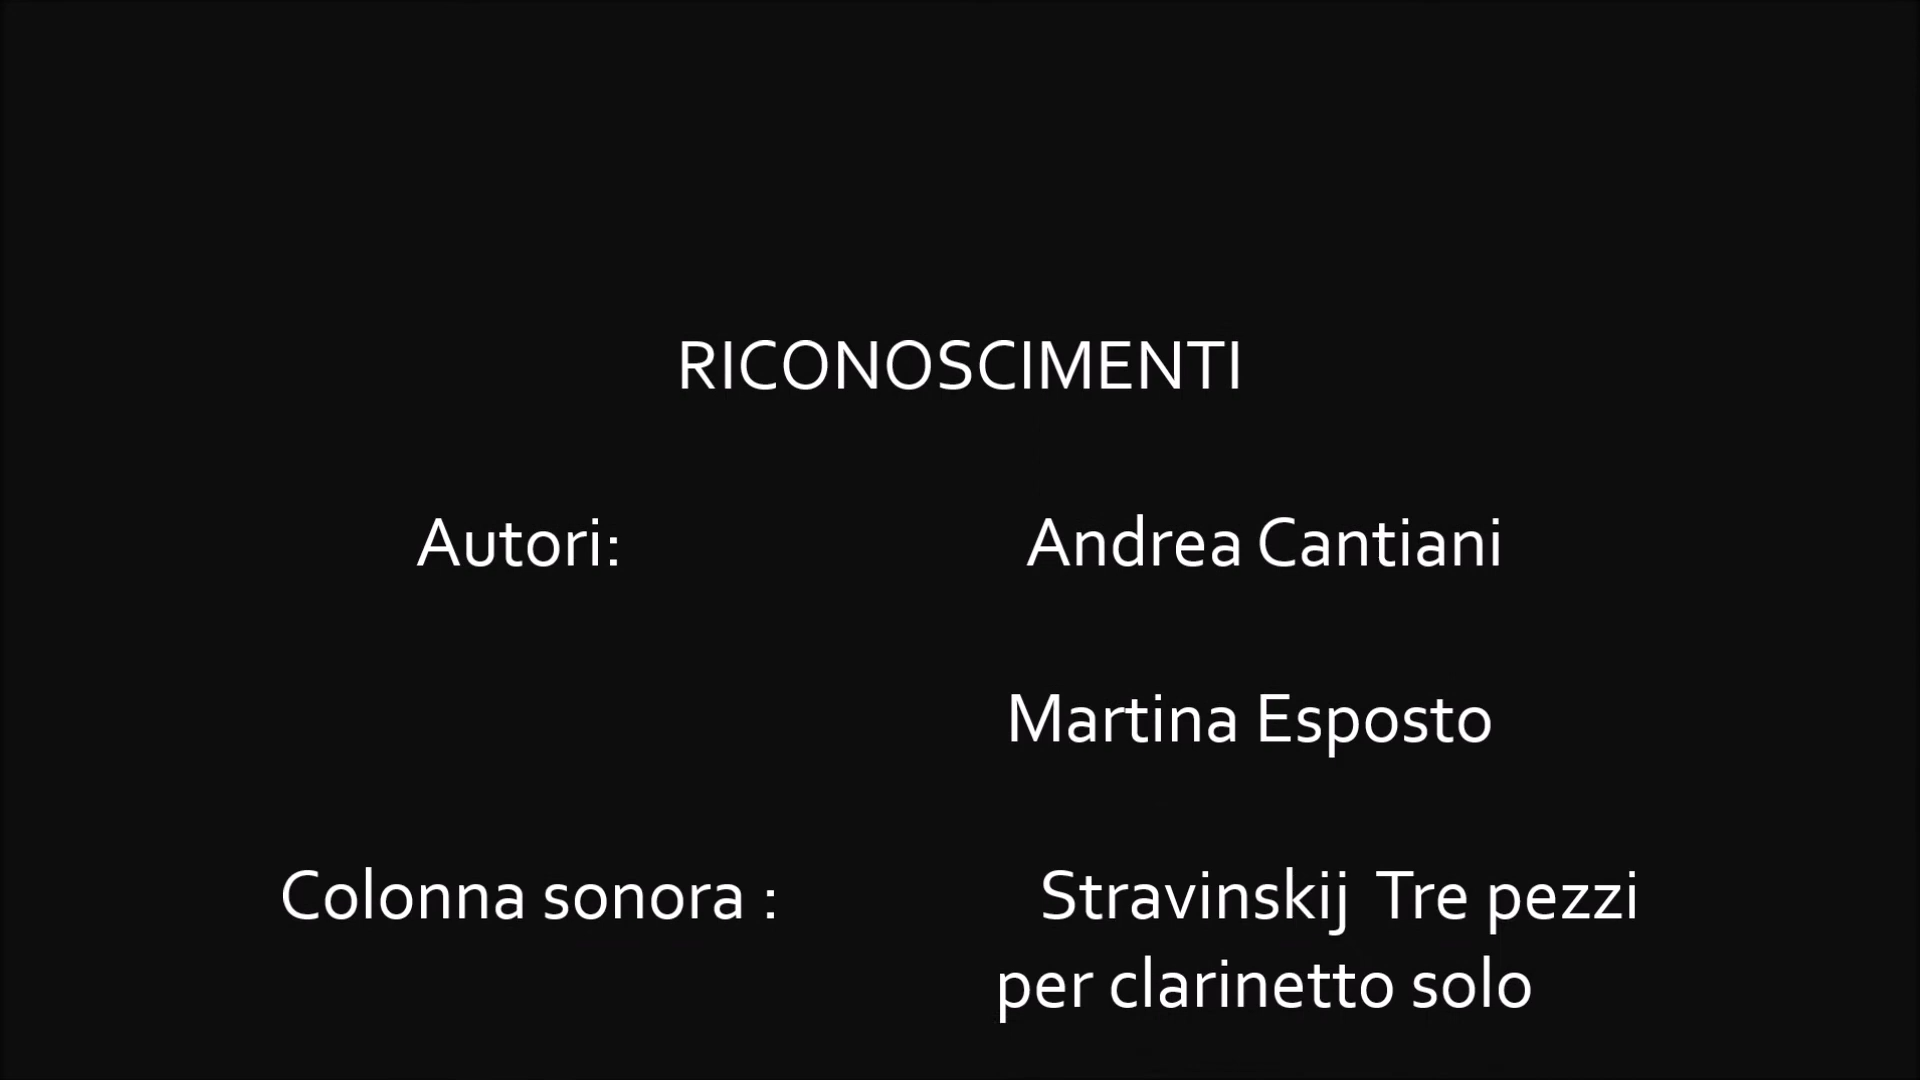 RICONOSCIMENTI
Autori: Andrea Cantiani
Martina Esposto
Colonna sonora : Stravinskij Tre pezzi
per clarinetto solo